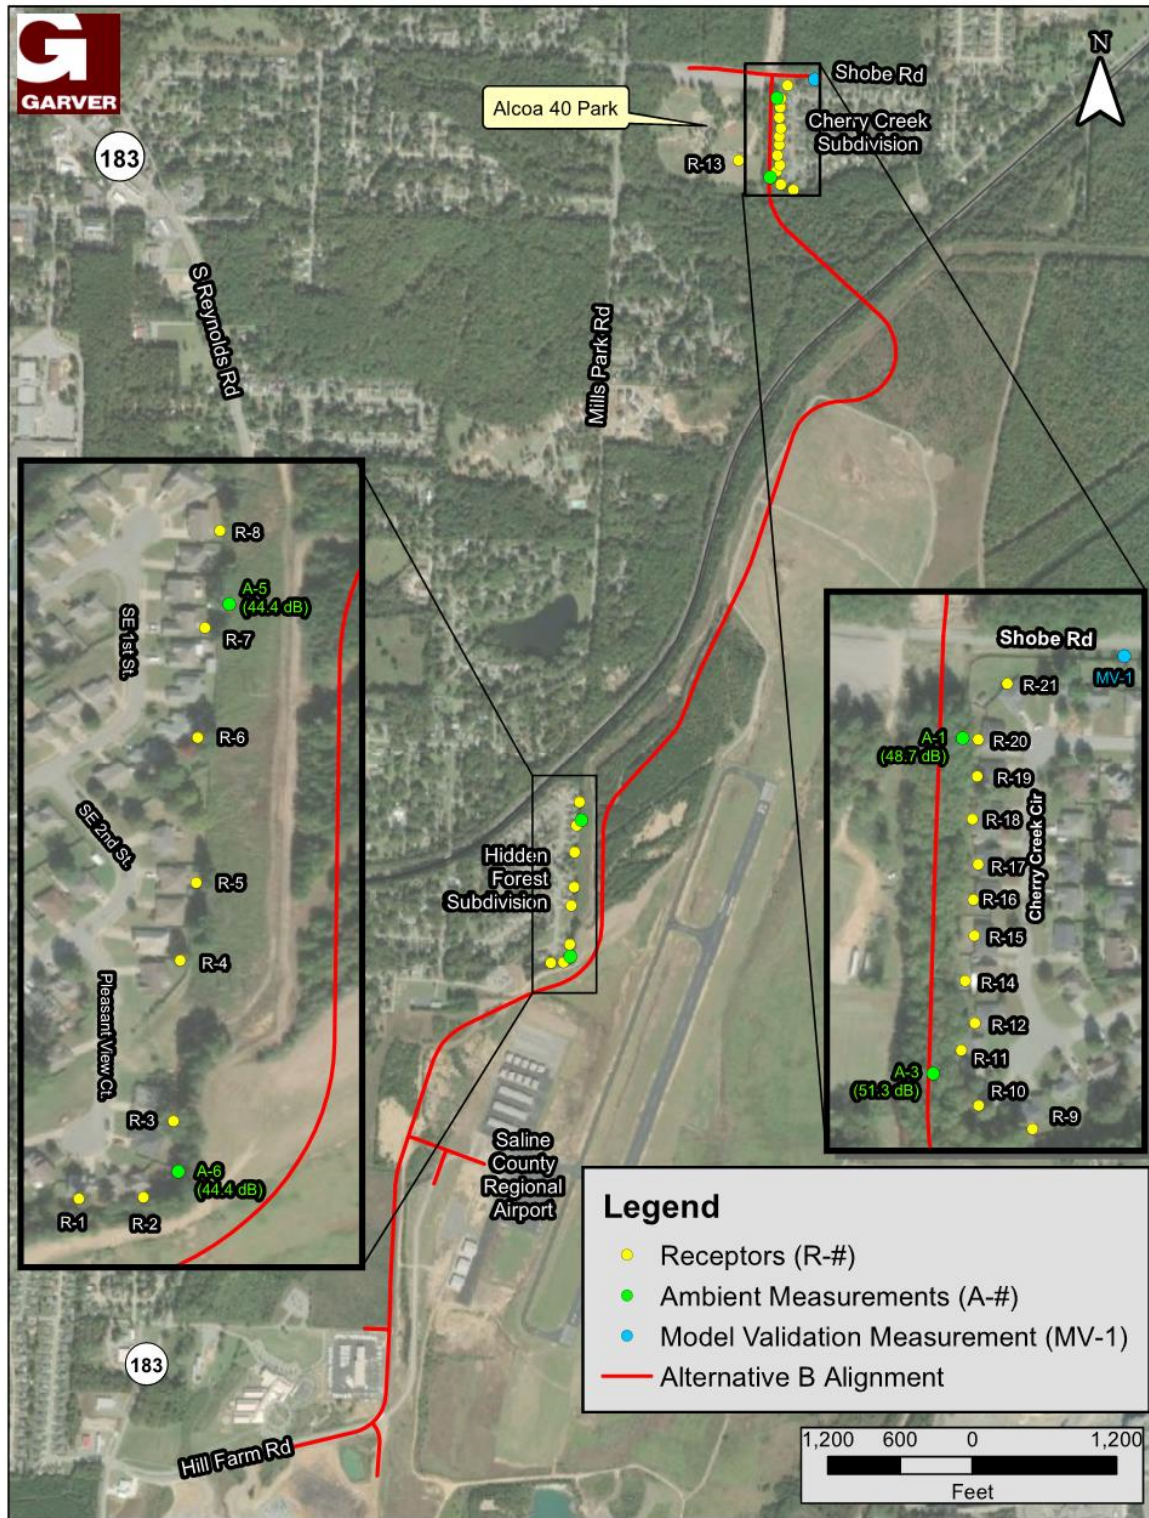 G
GARVER
183
N
Shobe Rd
Alcoa 40 Park
Cherry Creek
Subdivision
R-13
S Reynolds Rd
Mills Park Rd
R-8
A-5
(44.4 dB)
R-7
SE 1st St.
R-6
SE 2nd St.
R-5
R-4
Pleasant View Ct.
R-3
A-6
(44.4 dB)
R-1
R-2
Hidden
Forest
Subdivision
Shobe Rd
MV-1
R-21
A-1
(48.7 dB)
R-20
R-19
R-18
Cherry Creek Cir
R-17
R-16
R-15
R-14
R-12
R-11
A-3
(51.3 dB)
R-10
R-9
Saline
County
Regional
Airport
183
Hill Farm Rd
Legend
Receptors (R-#)
Ambient Measurements (A-#)
Model Validation Measurement (MV-1)
Alternative B Alignment
1,200 600 0 1,200
Feet